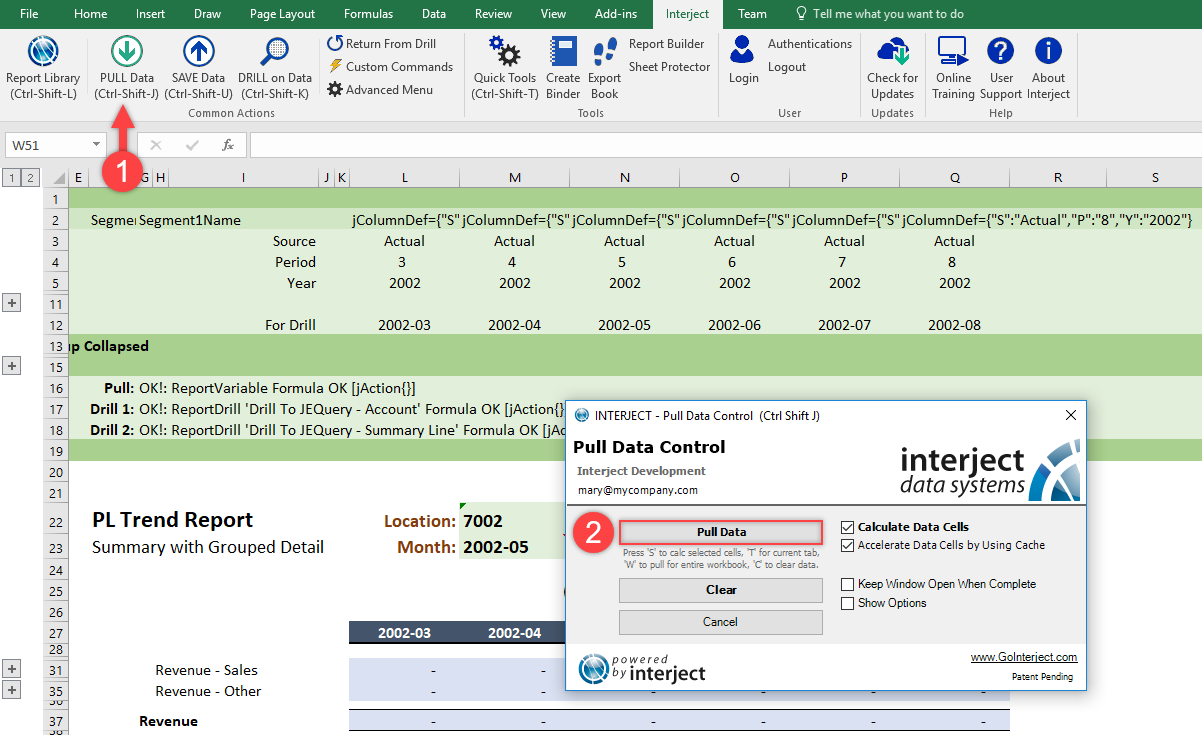 File Home Insert Draw Page Layout Formulas Data Review View Add-ins Interject Team Tell me what you want to do
Report Library (Ctrl-Shift-L)
PULL Data (Ctrl-Shift-J)
SAVE Data (Ctrl-Shift-U)
DRILL on Data (Ctrl-Shift-K)
Return From Drill
Custom Commands
Advanced Menu
Common Actions
Quick Tools (Ctrl-Shift-T)
Create Binder
Export Book
Report Builder
Sheet Protector
Tools
Login
Authentications
Logout
User
Check for Updates
Updates
Online Training
User Support
About Interject
Help
W51 fx
1
1 2 E G H I J K L M N O P Q R S
1
2 Segmer Segment1Name jColumnDef={"S" jColumnDef={"S" jColumnDef={"S" jColumnDef={"S" jColumnDef={"S" jColumnDef={"S":"Actual","P":"8","Y":"2002"}
3 Source Actual Actual Actual Actual Actual Actual
4 Period 3 4 5 6 7 8
5 Year 2002 2002 2002 2002 2002 2002
11
12 For Drill 2002-03 2002-04 2002-05 2002-06 2002-07 2002-08
13 up Collapsed
15
16 Pull: OK!: ReportVariable Formula OK [jAction{}]
17 Drill 1: OK!: ReportDrill 'Drill To JEQuery - Account' Formula OK [jAction{}
18 Drill 2: OK!: ReportDrill 'Drill To JEQuery - Summary Line' Formula OK [jAc
19
20
21
22 PL Trend Report Location: 7002
23 Summary with Grouped Detail Month: 2002-05
24
25
26
27 2002-03 2002-04
28
31 Revenue - Sales - -
35 Revenue - Other - - - - - -
36
37 Revenue - - - - - -
38
INTERJECT - Pull Data Control (Ctrl Shift J)
Pull Data Control
Interject Development
mary@mycompany.com
interject
data systems
2
Pull Data
Press 'S' to calc selected cells, 'T' for current tab,
'W' to pull for entire workbook, 'C' to clear data.
Clear
Cancel
Calculate Data Cells
Accelerate Data Cells by Using Cache
Keep Window Open When Complete
Show Options
powered
by interject
www.GoInterject.com
Patent Pending